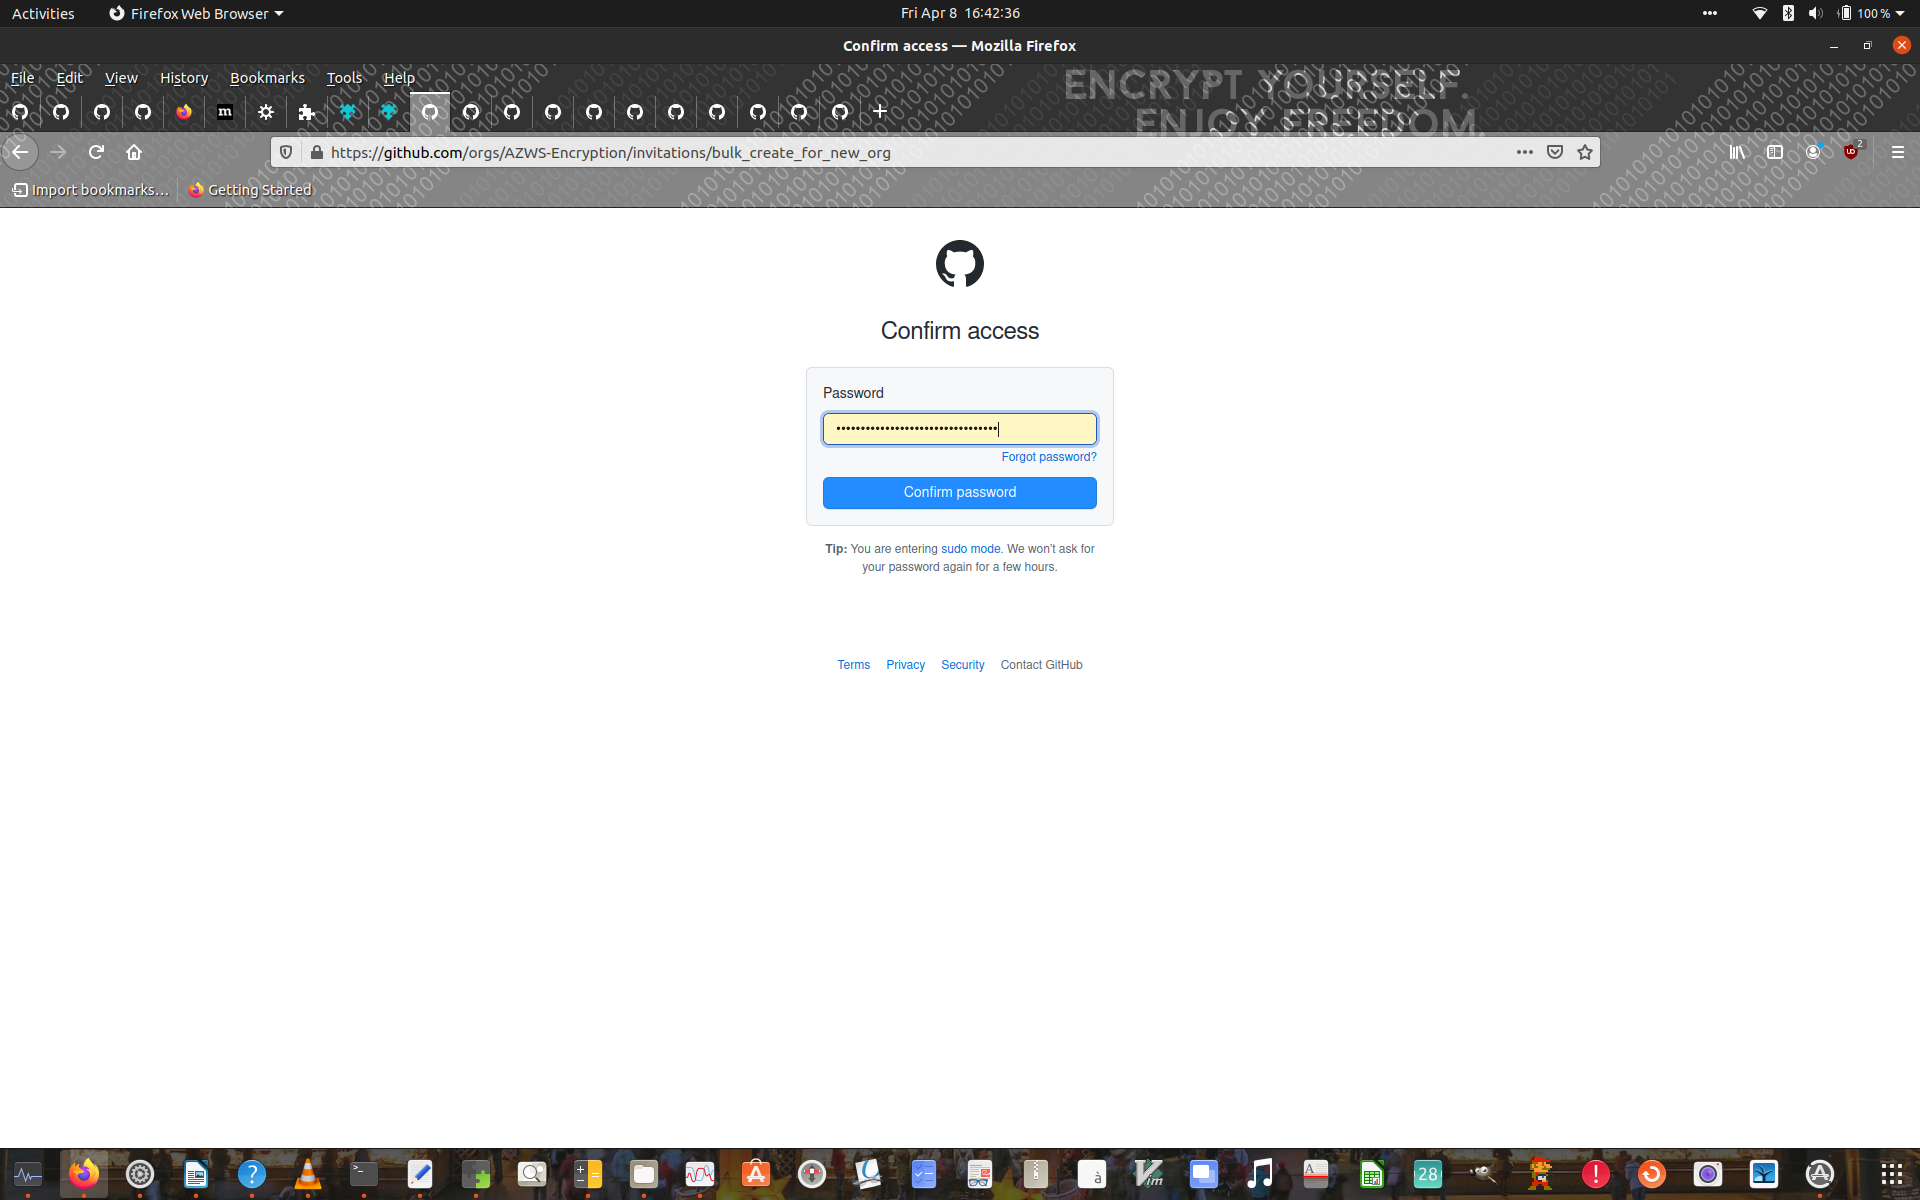 Activities
Firefox Web Browser
Fri Apr 8 16:42:36
100 %
Confirm access — Mozilla Firefox
File Edit View History Bookmarks Tools Help
ENCRYPT YOURSELF.
ENJOY FREEDOM.
m
https://github.com/orgs/AZWS-Encryption/invitations/bulk_create_for_new_org
2
Import bookmarks...
Getting Started
Confirm access
Password
Forgot password?
Confirm password
Tip: You are entering sudo mode. We won't ask for
your password again for a few hours.
Terms Privacy Security Contact GitHub
28